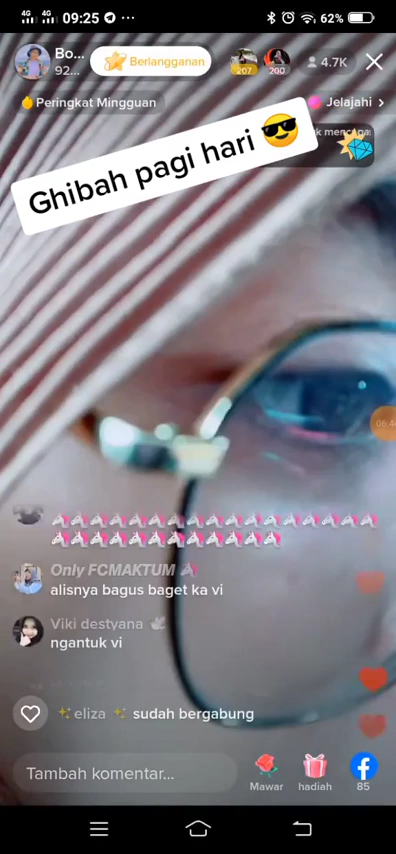 4G 4G 09:25 62%
Bo... Berlangganan 207 200 4.7K
92...
Peringkat Mingguan Jelajahi >
Ghibah pagi hari 😎
Only FCMAKTUM 🦄
alisnya bagus baget ka vi
Viki destyana 🕊
ngantuk vi
✨eliza ✨ sudah bergabung
Tambah komentar... Mawar hadiah 85